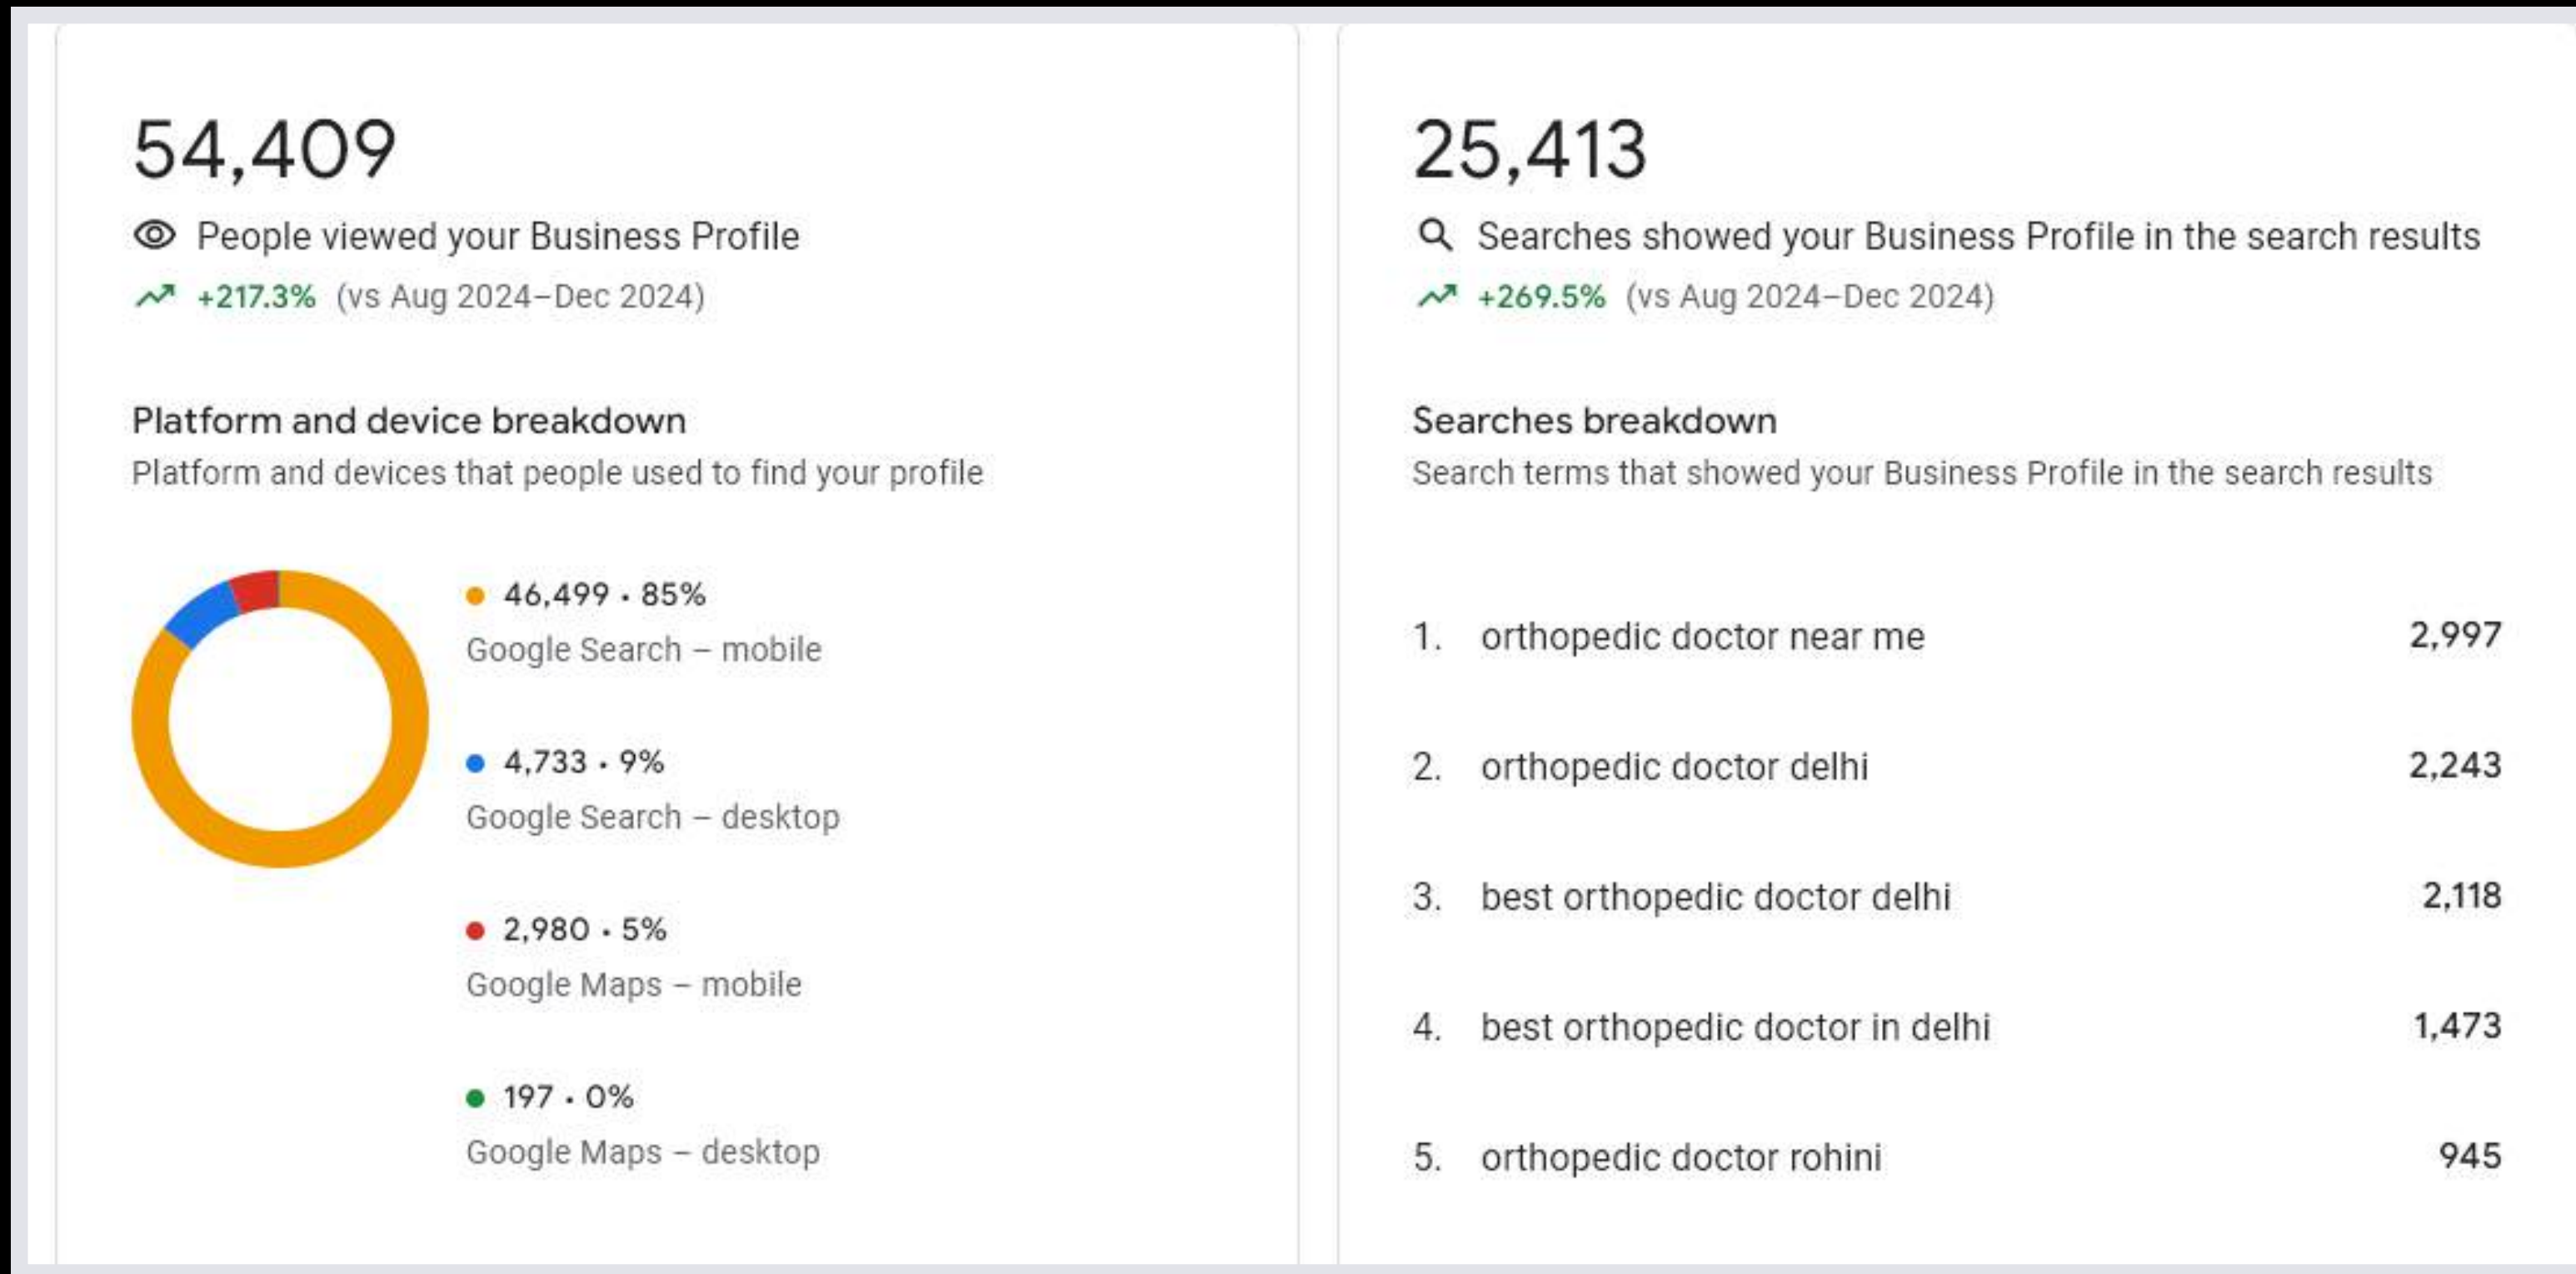 54,409
People viewed your Business Profile
+217.3% (vs Aug 2024–Dec 2024)
Platform and device breakdown
Platform and devices that people used to find your profile
46,499 • 85%
Google Search – mobile
4,733 • 9%
Google Search – desktop
2,980 • 5%
Google Maps – mobile
197 • 0%
Google Maps – desktop
25,413
Searches showed your Business Profile in the search results
+269.5% (vs Aug 2024–Dec 2024)
Searches breakdown
Search terms that showed your Business Profile in the search results
1. orthopedic doctor near me 2,997
2. orthopedic doctor delhi 2,243
3. best orthopedic doctor delhi 2,118
4. best orthopedic doctor in delhi 1,473
5. orthopedic doctor rohini 945